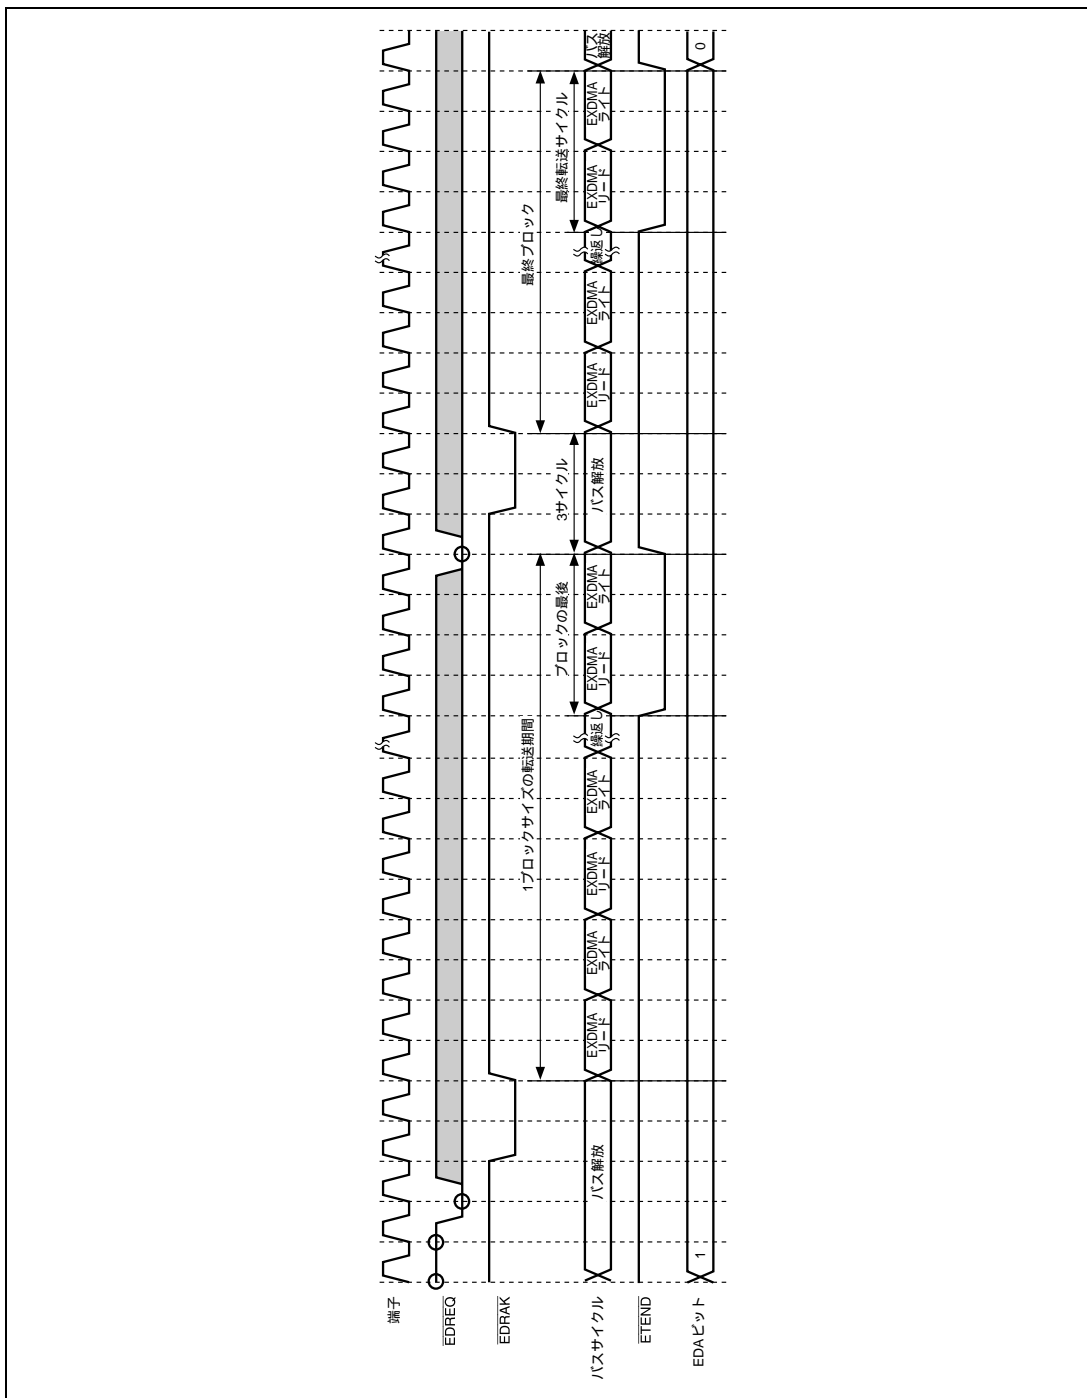 端子
EDREQ
EDRAK
1ブロックサイズの転送期間
3サイクル
最終ブロック
ブロックの最後
最終転送サイクル
バスサイクル
バス解放
EXDMA
リード
EXDMA
ライト
EXDMA
リード
EXDMA
ライト
繰返し
EXDMA
リード
EXDMA
ライト
バス解放
EXDMA
リード
EXDMA
ライト
繰返し
EXDMA
リード
EXDMA
ライト
バス
解放
ETEND
EDAビット
1
0